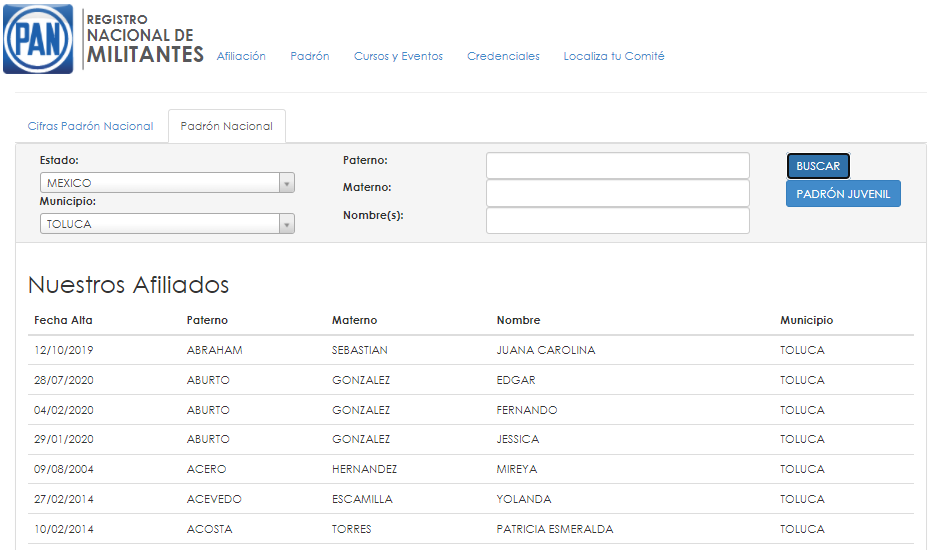 PAN
REGISTRO
NACIONAL DE
MILITANTES
Afiliación Padrón Cursos y Eventos Credenciales Localiza tu Comité
Cifras Padrón Nacional Padrón Nacional
Estado: Paterno: BUSCAR
MEXICO
Materno: PADRÓN JUVENIL
Municipio:
Nombre(s):
TOLUCA
Nuestros Afiliados
Fecha Alta Paterno Materno Nombre Municipio
12/10/2019 ABRAHAM SEBASTIAN JUANA CAROLINA TOLUCA
28/07/2020 ABURTO GONZALEZ EDGAR TOLUCA
04/02/2020 ABURTO GONZALEZ FERNANDO TOLUCA
29/01/2020 ABURTO GONZALEZ JESSICA TOLUCA
09/08/2004 ACERO HERNANDEZ MIREYA TOLUCA
27/02/2014 ACEVEDO ESCAMILLA YOLANDA TOLUCA
10/02/2014 ACOSTA TORRES PATRICIA ESMERALDA TOLUCA